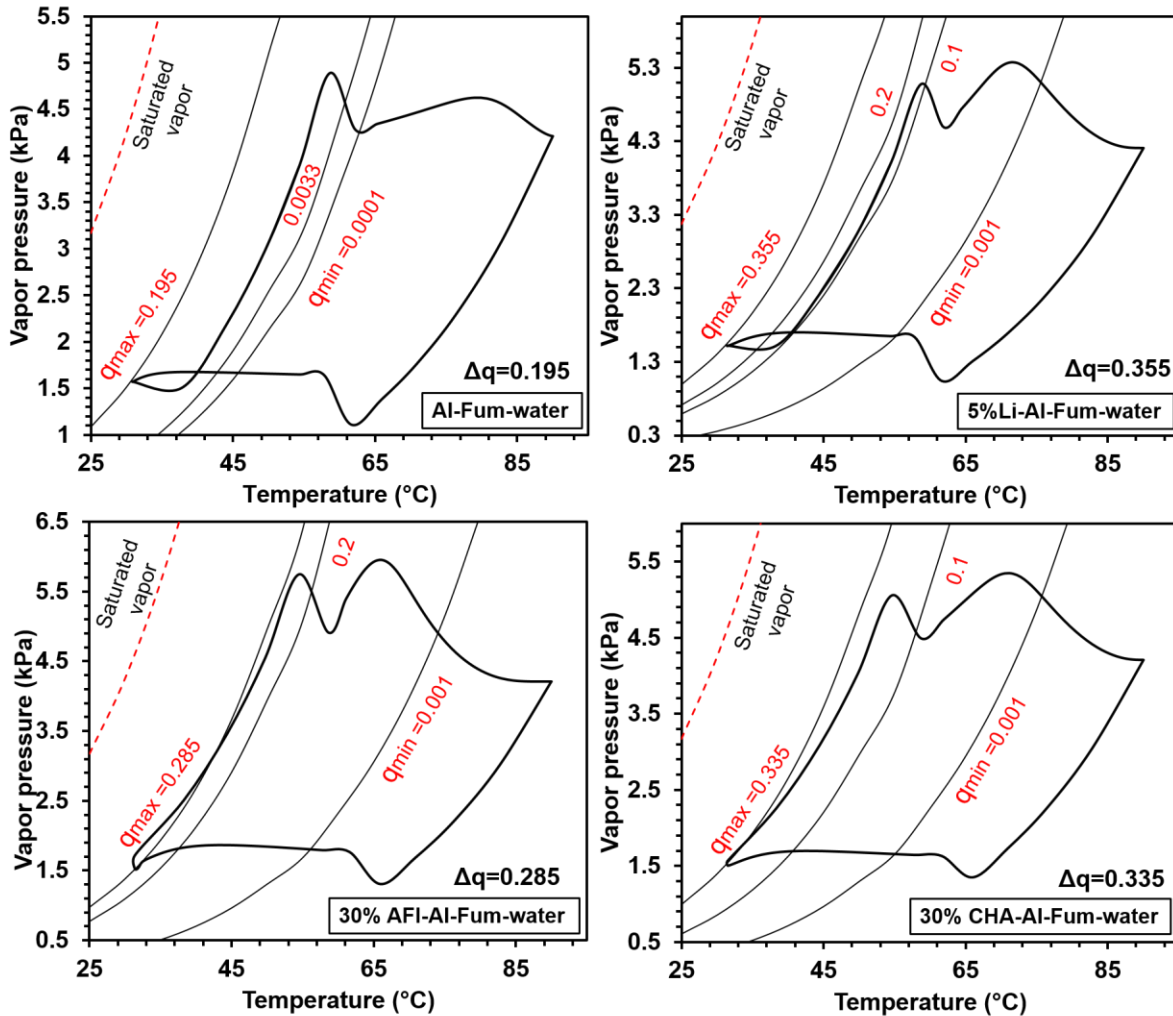 5.5
5
4.5
4
3.5
3
2.5
2
1.5
1
Vapor pressure (kPa)
Saturated
vapor
qmax =0.195
0.0033
qmin =0.0001
Δq=0.195
Al-Fum-water
25
45
65
85
Temperature (°C)
5.3
4.3
3.3
2.3
1.3
0.3
Vapor pressure (kPa)
Saturated
vapor
qmax =0.355
0.2
0.1
qmin =0.001
Δq=0.355
5%Li-Al-Fum-water
25
45
65
85
Temperature (°C)
6.5
5.5
4.5
3.5
2.5
1.5
0.5
Vapor pressure (kPa)
Saturated
vapor
qmax =0.285
0.2
qmin =0.001
Δq=0.285
30% AFI-Al-Fum-water
25
45
65
85
Temperature (°C)
5.5
4.5
3.5
2.5
1.5
0.5
Vapor pressure (kPa)
Saturated
vapor
qmax =0.335
0.1
qmin =0.001
Δq=0.335
30% CHA-Al-Fum-water
25
45
65
85
Temperature (°C)